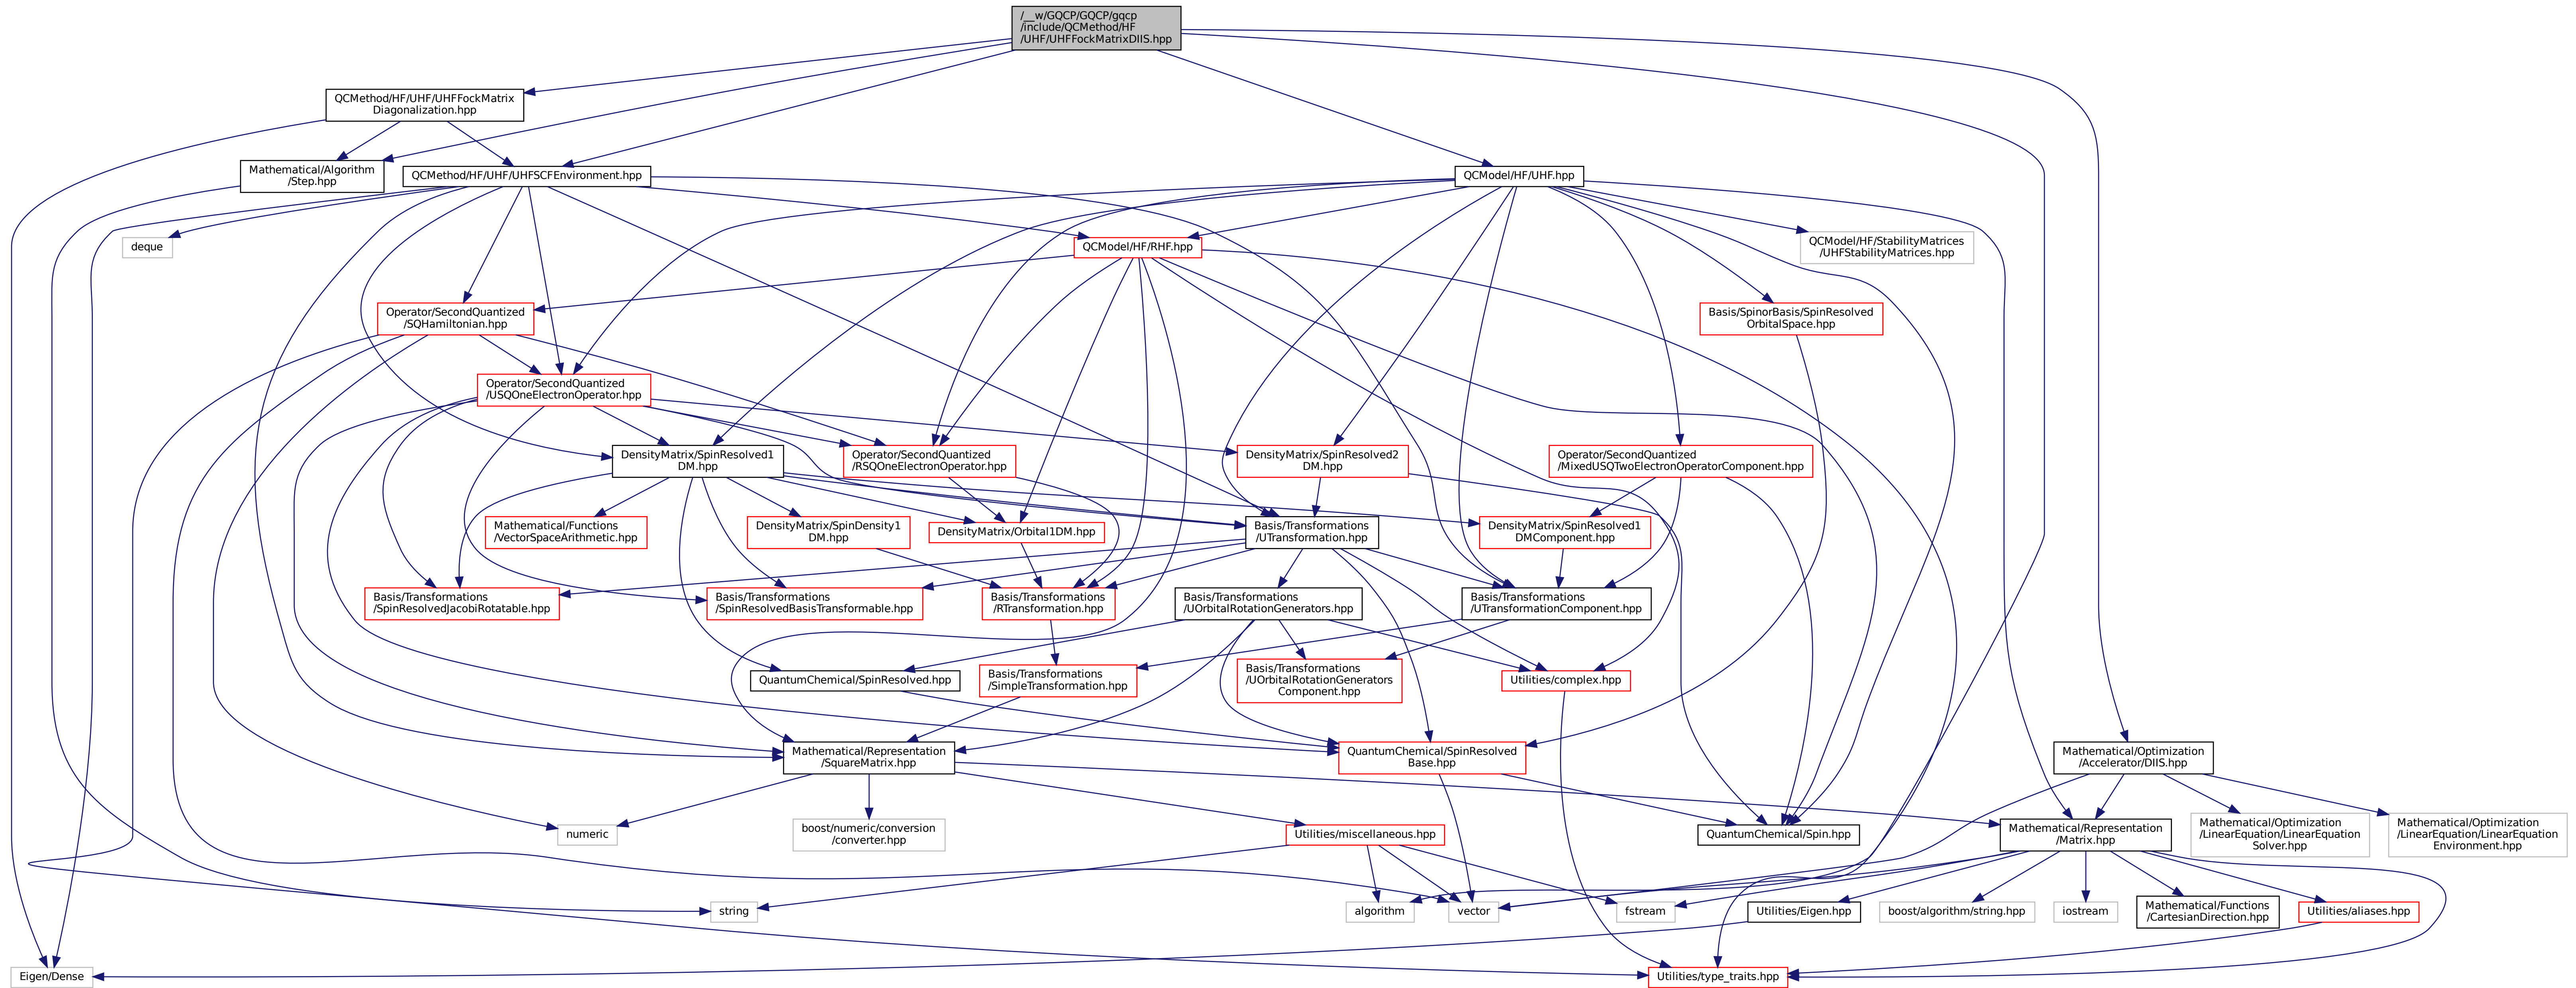 /__w/GQCP/GQCP/gqcp
/include/QCMethod/HF
/UHF/UHFFockMatrixDIIS.hpp
QCMethod/HF/UHF/UHFFockMatrix
Diagonalization.hpp
Mathematical/Algorithm
/Step.hpp
QCMethod/HF/UHF/UHFSCFEnvironment.hpp
QCModel/HF/UHF.hpp
deque
QCModel/HF/RHF.hpp
QCModel/HF/StabilityMatrices
/UHFStabilityMatrices.hpp
Operator/SecondQuantized
/SQHamiltonian.hpp
Basis/SpinorBasis/SpinResolved
OrbitalSpace.hpp
Operator/SecondQuantized
/USQOneElectronOperator.hpp
DensityMatrix/SpinResolved1
DM.hpp
Operator/SecondQuantized
/RSQOneElectronOperator.hpp
DensityMatrix/SpinResolved2
DM.hpp
Operator/SecondQuantized
/MixedUSQTwoElectronOperatorComponent.hpp
Mathematical/Functions
/VectorSpaceArithmetic.hpp
DensityMatrix/SpinDensity1
DM.hpp
DensityMatrix/Orbital1DM.hpp
Basis/Transformations
/UTransformation.hpp
DensityMatrix/SpinResolved1
DMComponent.hpp
Basis/Transformations
/SpinResolvedJacobiRotatable.hpp
Basis/Transformations
/SpinResolvedBasisTransformable.hpp
Basis/Transformations
/RTransformation.hpp
Basis/Transformations
/UOrbitalRotationGenerators.hpp
Basis/Transformations
/UTransformationComponent.hpp
QuantumChemical/SpinResolved.hpp
Basis/Transformations
/SimpleTransformation.hpp
Basis/Transformations
/UOrbitalRotationGenerators
Component.hpp
Utilities/complex.hpp
Mathematical/Representation
/SquareMatrix.hpp
QuantumChemical/SpinResolved
Base.hpp
Mathematical/Optimization
/Accelerator/DIIS.hpp
numeric
boost/numeric/conversion
/converter.hpp
Utilities/miscellaneous.hpp
QuantumChemical/Spin.hpp
Mathematical/Representation
/Matrix.hpp
Mathematical/Optimization
/LinearEquation/LinearEquation
Solver.hpp
Mathematical/Optimization
/LinearEquation/LinearEquation
Environment.hpp
string
algorithm
vector
fstream
Utilities/Eigen.hpp
boost/algorithm/string.hpp
iostream
Mathematical/Functions
/CartesianDirection.hpp
Utilities/aliases.hpp
Eigen/Dense
Utilities/type_traits.hpp